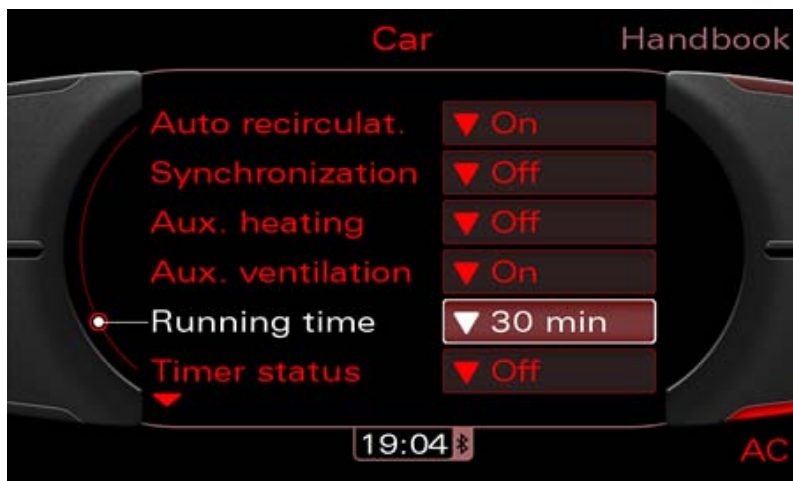 Car Handbook
Auto recirculat. On
Synchronization Off
Aux. heating Off
Aux. ventilation On
Running time 30 min
Timer status Off
19:04
AC